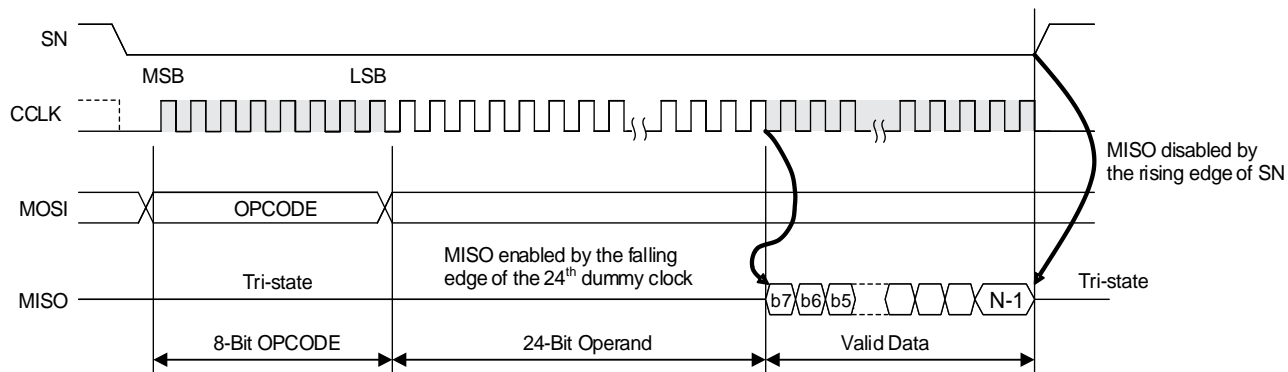 SN
MSB
LSB
CCLK
MISO disabled by
the rising edge of SN
MOSI
OPCODE
MISO enabled by the falling
edge of the 24th dummy clock
Tri-state
Tri-state
MISO
b7 b6 b5 N-1
8-Bit OPCODE
24-Bit Operand
Valid Data